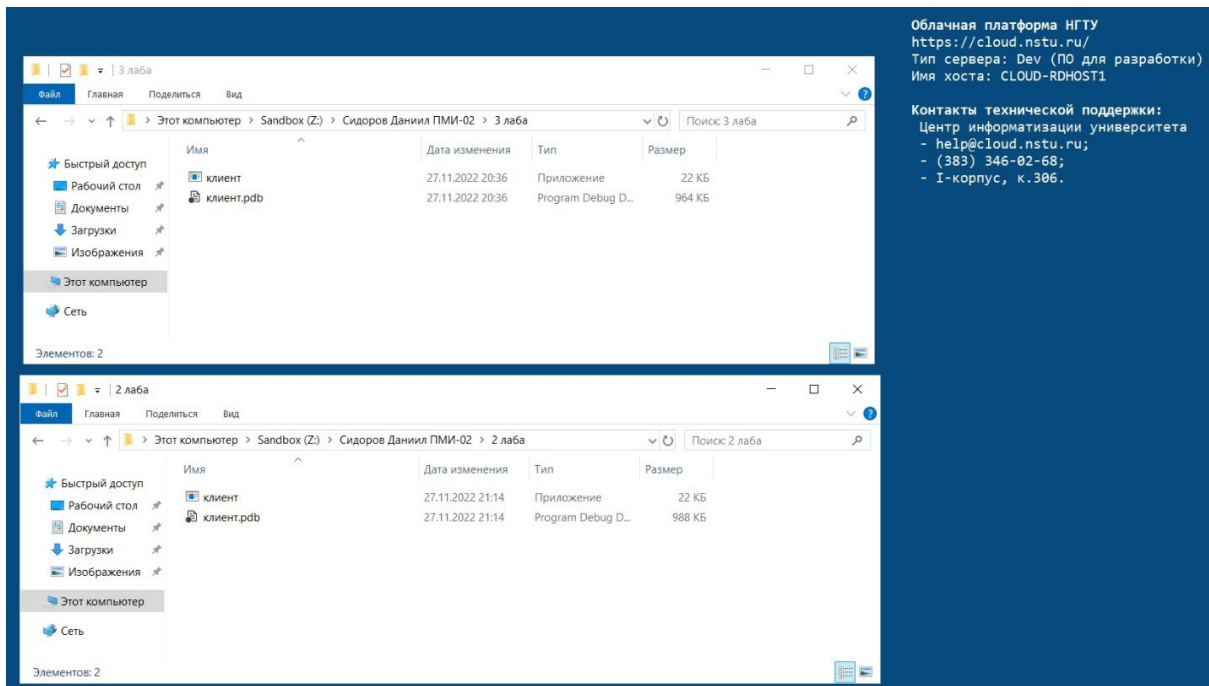 Облачная платформа НГТУ
https://cloud.nstu.ru/
Тип сервера: Dev (ПО для разработки)
Имя хоста: CLOUD-RDHOST1
Контакты технической поддержки:
Центр информатизации университета
- help@cloud.nstu.ru;
- (383) 346-02-68;
- I-корпус, к.306.
3 лаба
Файл Главная Поделиться Вид
Этот компьютер > Sandbox (Z:) > Сидоров Даниил ПМИ-02 > 3 лаба Поиск: 3 лаба
Имя Дата изменения Тип Размер
Быстрый доступ
клиент 27.11.2022 20:36 Приложение 22 КБ
Рабочий стол
клиент.pdb 27.11.2022 20:36 Program Debug D... 964 КБ
Документы
Загрузки
Изображения
Этот компьютер
Сеть
Элементов: 2
2 лаба
Файл Главная Поделиться Вид
Этот компьютер > Sandbox (Z:) > Сидоров Даниил ПМИ-02 > 2 лаба Поиск: 2 лаба
Имя Дата изменения Тип Размер
Быстрый доступ
клиент 27.11.2022 21:14 Приложение 22 КБ
Рабочий стол
клиент.pdb 27.11.2022 21:14 Program Debug D... 988 КБ
Документы
Загрузки
Изображения
Этот компьютер
Сеть
Элементов: 2